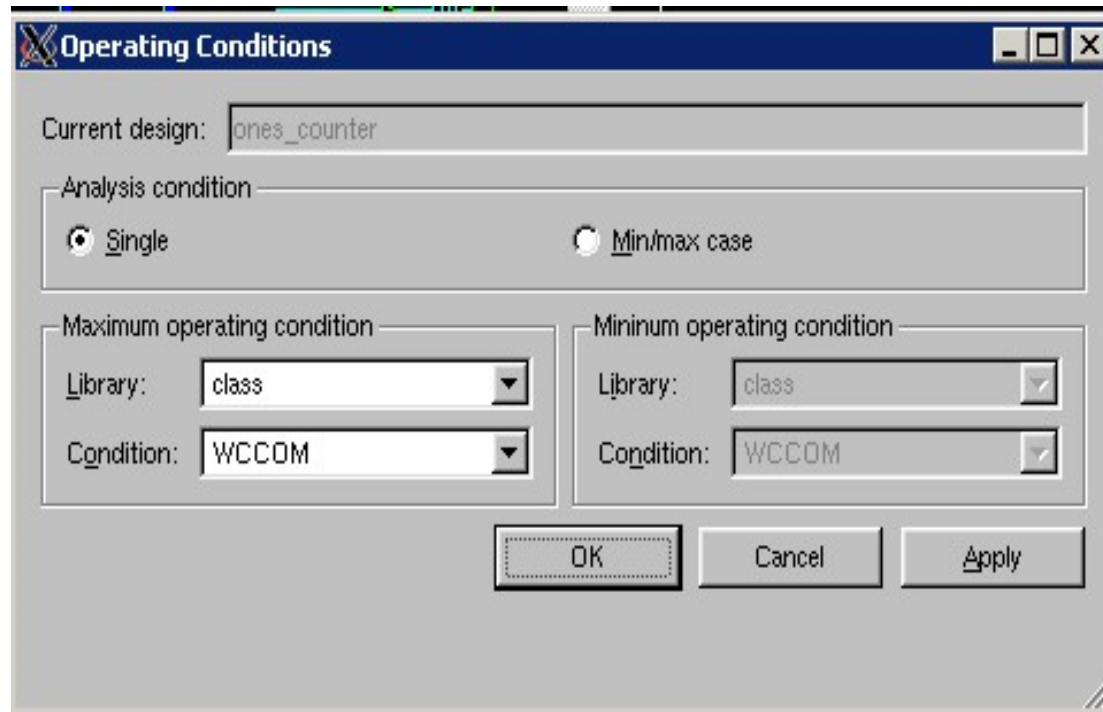 Operating Conditions
Current design: ones_counter
Analysis condition
Single Min/max case
Maximum operating condition Mininum operating condition
Library: class Library: class
Condition: WCCOM Condition: WCCOM
OK Cancel Apply